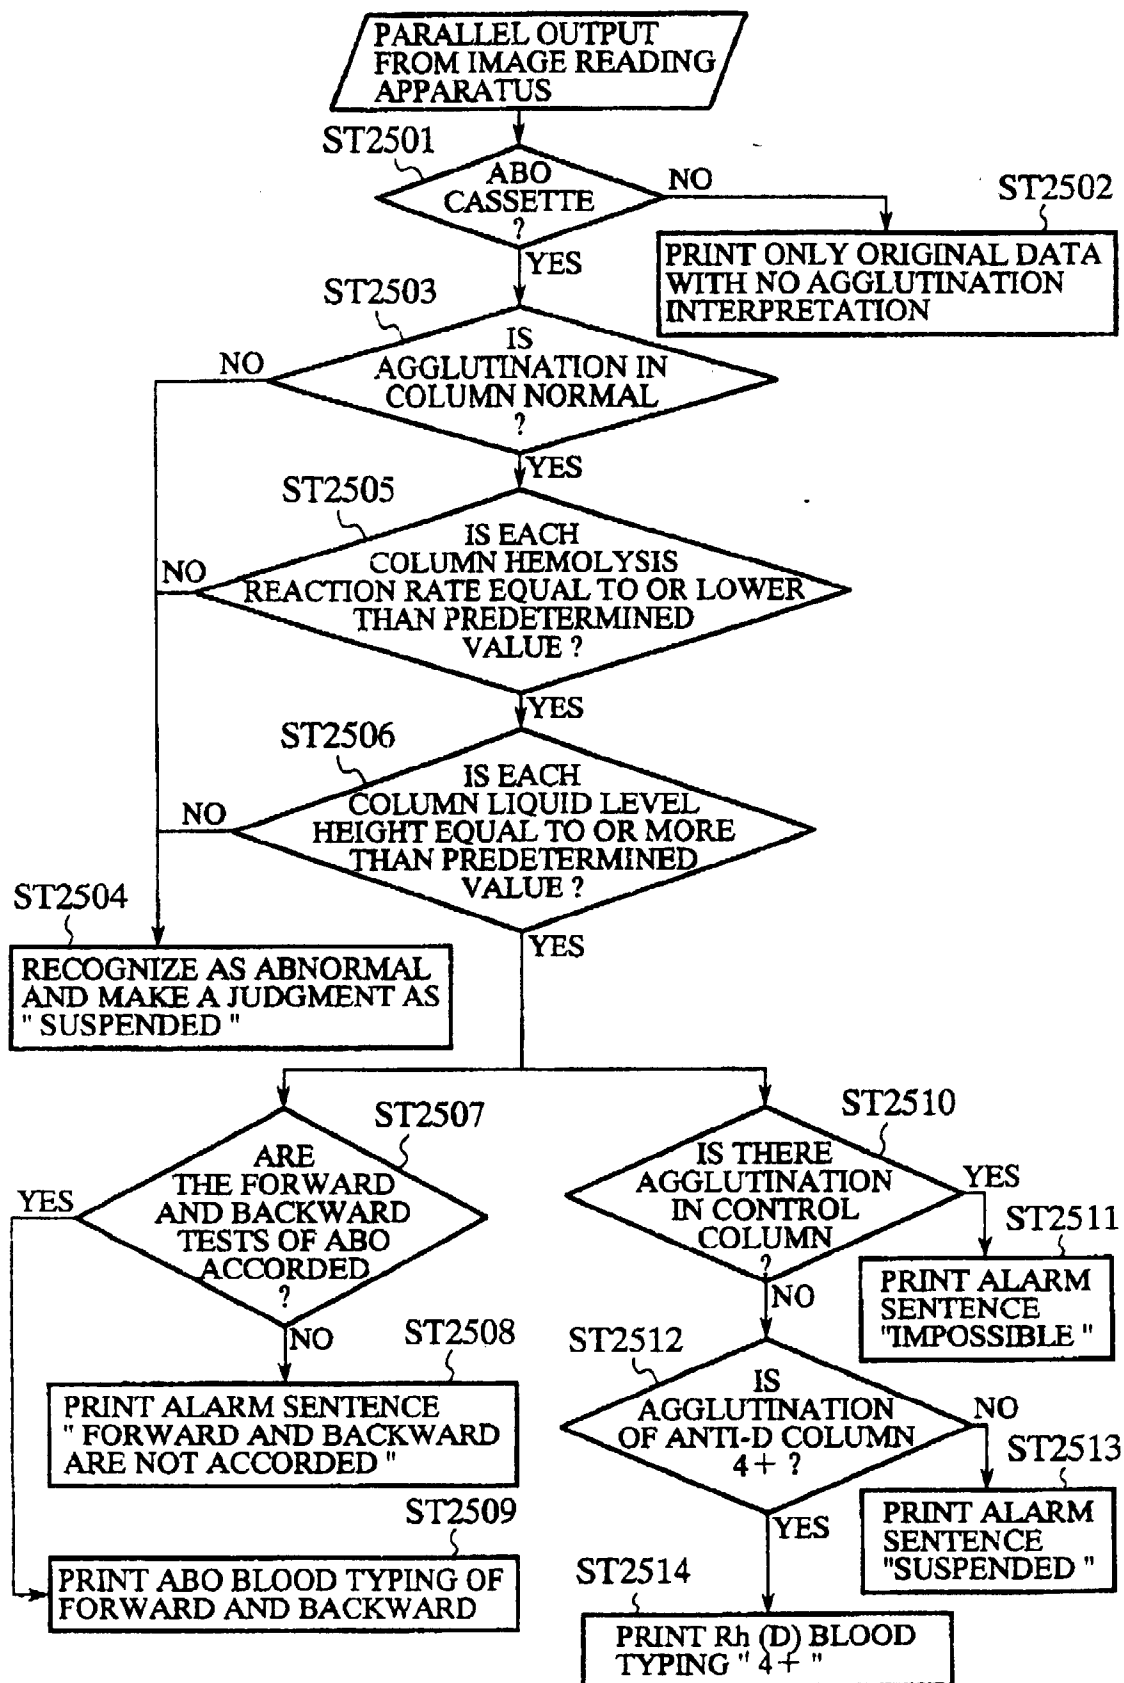 PARALLEL OUTPUT
FROM IMAGE READING
APPARATUS
ST2501
ABO
CASSETTE
?
NO
YES
ST2502
PRINT ONLY ORIGINAL DATA
WITH NO AGGLUTINATION
INTERPRETATION
ST2503
IS
AGGLUTINATION IN
COLUMN NORMAL
?
NO
YES
ST2505
IS EACH
COLUMN HEMOLYSIS
REACTION RATE EQUAL TO OR LOWER
THAN PREDETERMINED
VALUE ?
NO
YES
ST2506
IS EACH
COLUMN LIQUID LEVEL
HEIGHT EQUAL TO OR MORE
THAN PREDETERMINED
VALUE ?
NO
YES
ST2504
RECOGNIZE AS ABNORMAL
AND MAKE A JUDGMENT AS
" SUSPENDED "
ST2507
ARE
THE FORWARD
AND BACKWARD
TESTS OF ABO
ACCORDED
?
YES
NO
ST2508
PRINT ALARM SENTENCE
" FORWARD AND BACKWARD
ARE NOT ACCORDED "
ST2509
PRINT ABO BLOOD TYPING OF
FORWARD AND BACKWARD
ST2510
IS THERE
AGGLUTINATION
IN CONTROL
COLUMN
?
YES
NO
ST2511
PRINT ALARM
SENTENCE
"IMPOSSIBLE "
ST2512
IS
AGGLUTINATION
OF ANTI-D COLUMN
4+ ?
NO
YES
ST2513
PRINT ALARM
SENTENCE
"SUSPENDED "
ST2514
PRINT Rh (D) BLOOD
TYPING " 4+ "